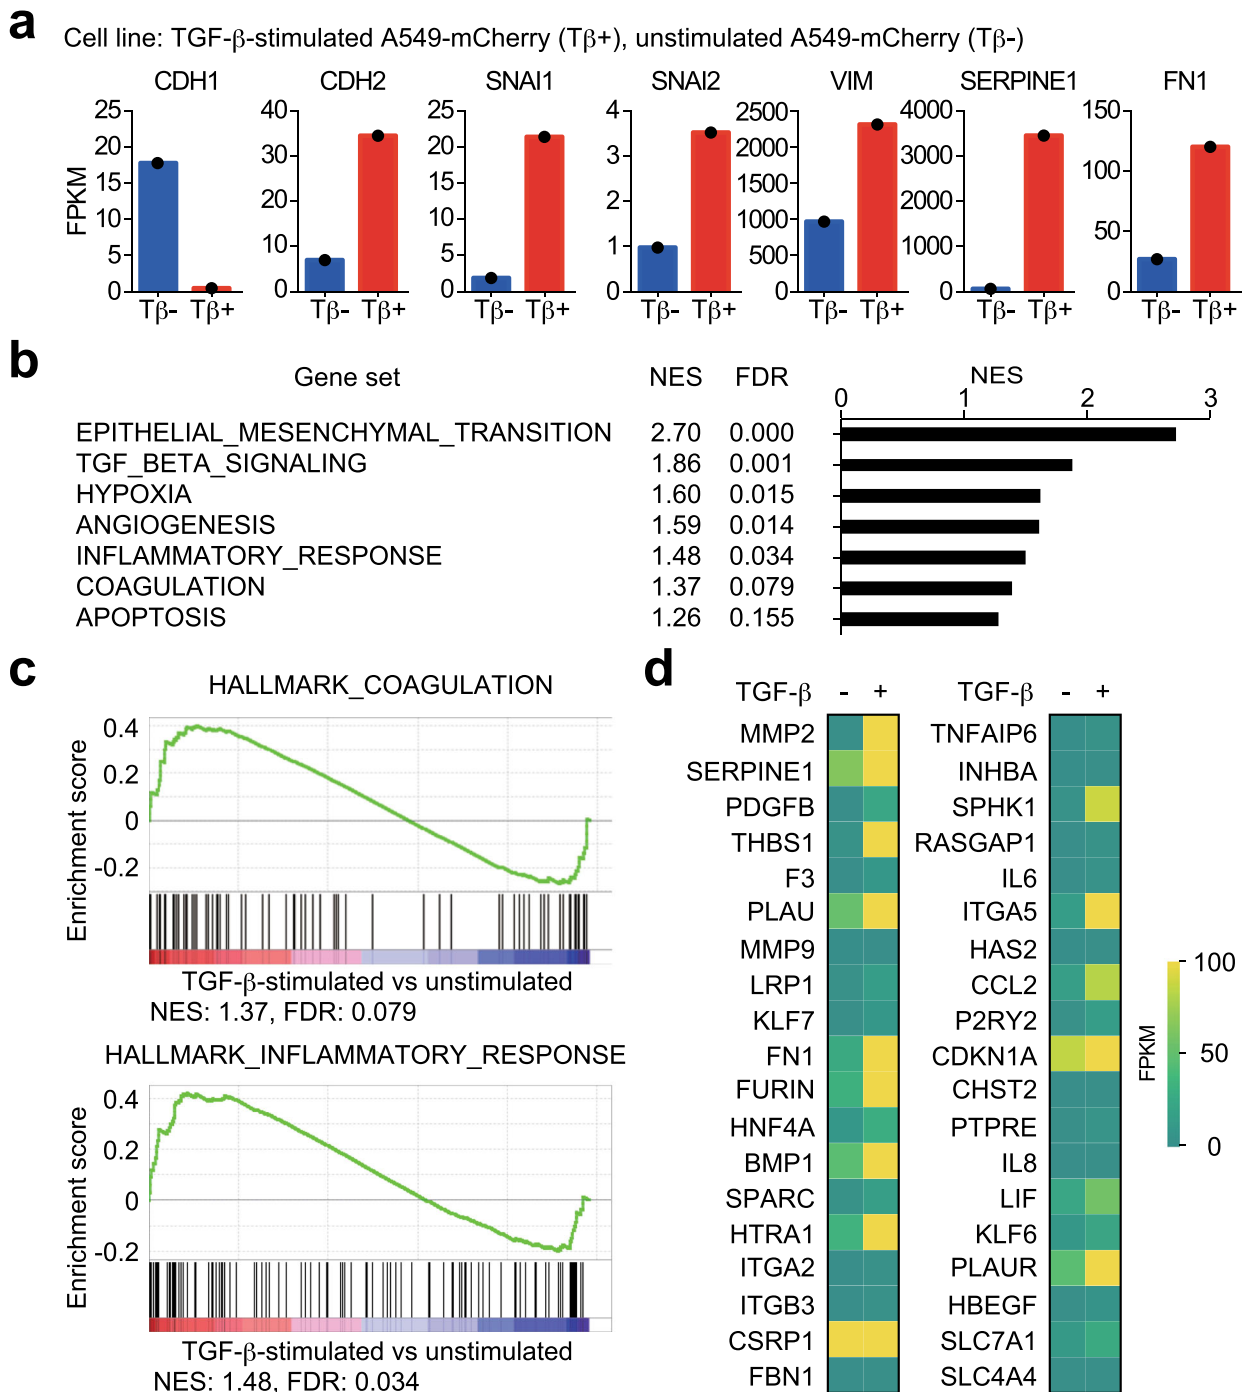 a
Cell line: TGF-β-stimulated A549-mCherry (Tβ+), unstimulated A549-mCherry (Tβ-)
CDH1 CDH2 SNAI1 SNAI2 VIM SERPINE1 FN1
FPKM
25 20 15 10 5 0 Tβ- Tβ+
40 30 20 10 0 Tβ- Tβ+
25 20 15 10 5 0 Tβ- Tβ+
4 3 2 1 0 Tβ- Tβ+
2500 2000 1500 1000 500 0 Tβ- Tβ+
4000 3000 2000 1000 0 Tβ- Tβ+
150 100 50 0 Tβ- Tβ+
b
Gene set NES FDR NES
0 1 2 3
EPITHELIAL_MESENCHYMAL_TRANSITION 2.70 0.000
TGF_BETA_SIGNALING 1.86 0.001
HYPOXIA 1.60 0.015
ANGIOGENESIS 1.59 0.014
INFLAMMATORY_RESPONSE 1.48 0.034
COAGULATION 1.37 0.079
APOPTOSIS 1.26 0.155
c
HALLMARK_COAGULATION
Enrichment score
0.4
0.2
0
-0.2
TGF-β-stimulated vs unstimulated
NES: 1.37, FDR: 0.079
HALLMARK_INFLAMMATORY_RESPONSE
Enrichment score
0.4
0.2
0
-0.2
TGF-β-stimulated vs unstimulated
NES: 1.48, FDR: 0.034
d
TGF-β - +
MMP2
SERPINE1
PDGFB
THBS1
F3
PLAU
MMP9
LRP1
KLF7
FN1
FURIN
HNF4A
BMP1
SPARC
HTRA1
ITGA2
ITGB3
CSRP1
FBN1
TGF-β - +
TNFAIP6
INHBA
SPHK1
RASGAP1
IL6
ITGA5
HAS2
CCL2
P2RY2
CDKN1A
CHST2
PTPRE
IL8
LIF
KLF6
PLAUR
HBEGF
SLC7A1
SLC4A4
FPKM
100
50
0